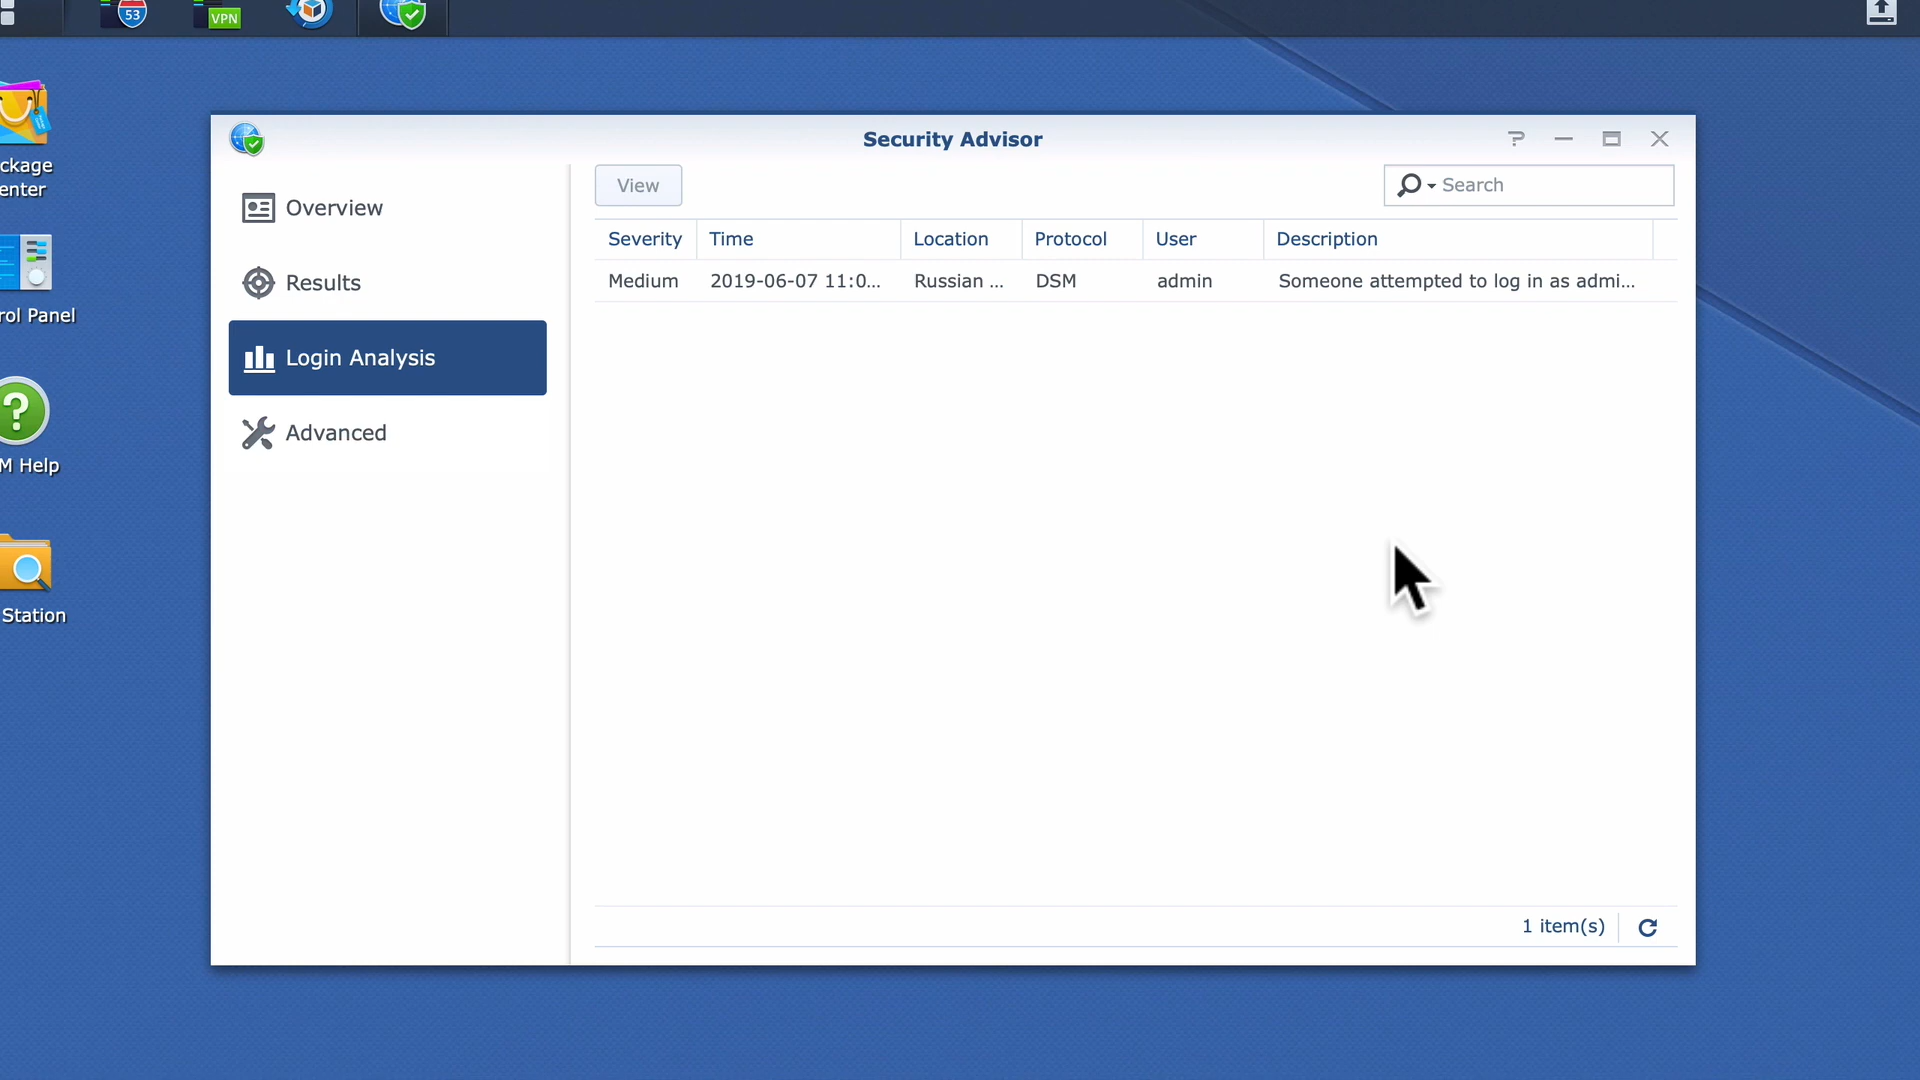 53
VPN
ckage
enter
rol Panel
M Help
Station
Security Advisor
Overview
Results
Login Analysis
Advanced
View
Search
Severity Time Location Protocol User Description
Medium 2019-06-07 11:0... Russian ... DSM admin Someone attempted to log in as admi...
1 item(s)